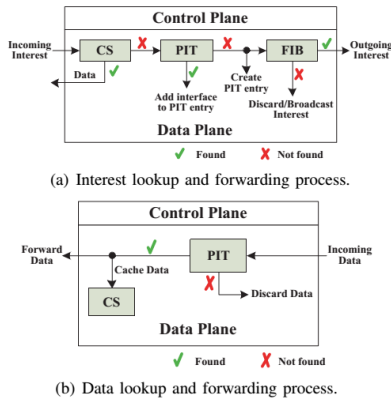 Control Plane
Incoming
Interest
CS
PIT
FIB
Outgoing
Interest
Data
Add interface
to PIT entry
Create
PIT entry
Discard/Broadcast
Interest
Data Plane
Found
Not found
(a) Interest lookup and forwarding process.
Control Plane
Forward
Data
Cache Data
CS
PIT
Incoming
Data
Discard Data
Data Plane
Found
Not found
(b) Data lookup and forwarding process.